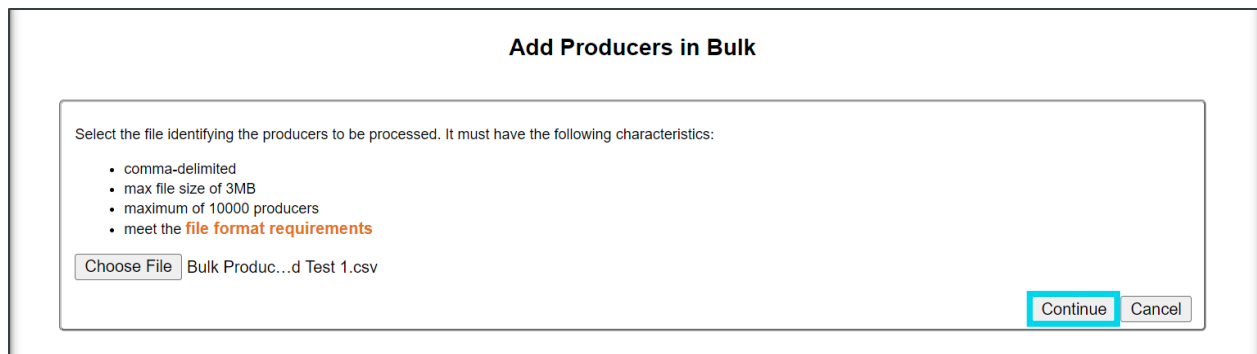 Add Producers in Bulk
Select the file identifying the producers to be processed. It must have the following characteristics:
comma-delimited
max file size of 3MB
maximum of 10000 producers
meet the file format requirements
Choose File Bulk Produc…d Test 1.csv
Continue Cancel